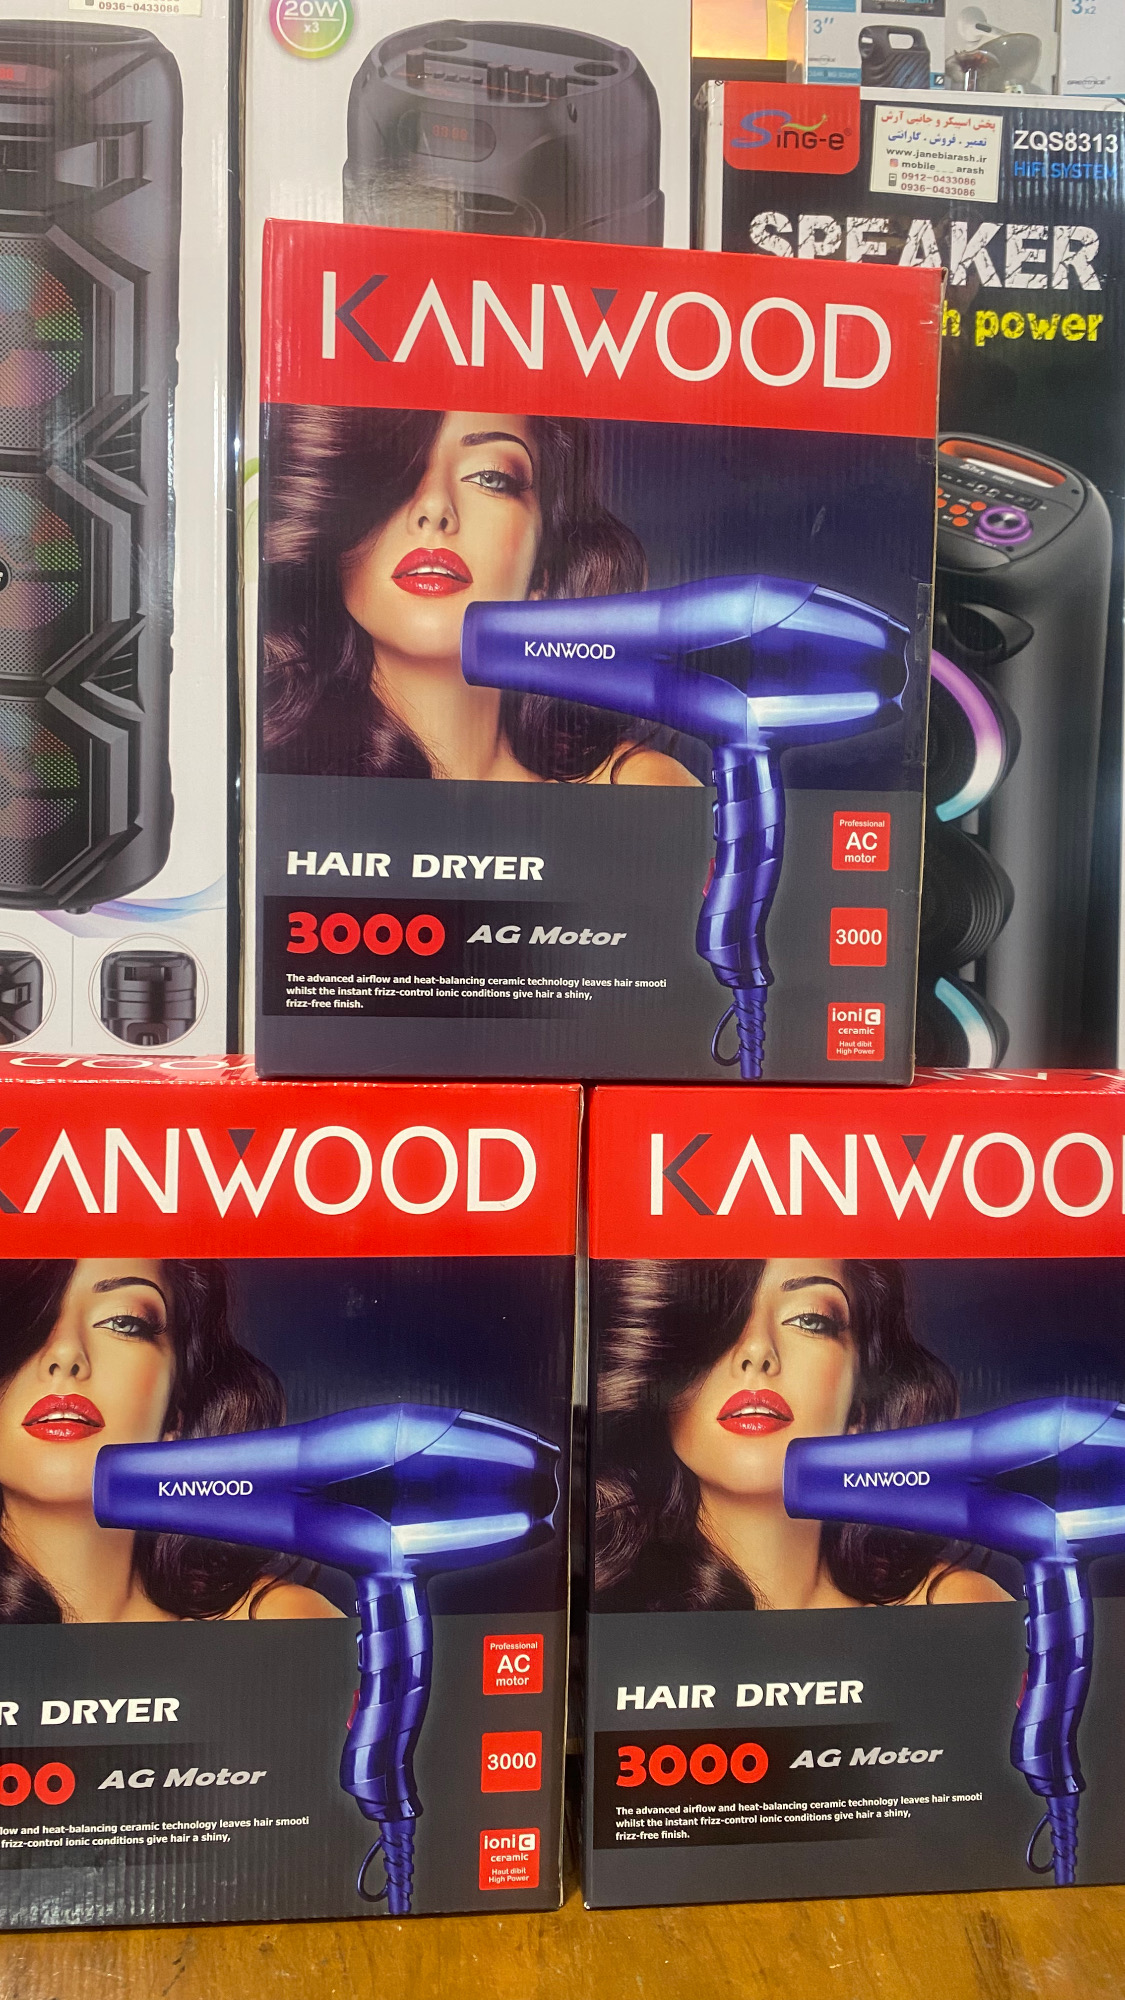 0936-0433086
20W
x3
3"
3"
x2
Sing-e®
پخش اسپیکر و جانبی آرش
تعمیر . فروش . گارانتی
www.janebiarash.ir
mobile___arash
0912-0433086
0936-0433086
ZQS8313
HiFi SYSTEM
SPEAKER
h power
KANWOOD
KANWOOD
HAIR DRYER
3000 AG Motor
The advanced airflow and heat-balancing ceramic technology leaves hair smooti
whilst the instant frizz-control ionic conditions give hair a shiny,
frizz-free finish.
Professional
AC
motor
3000
ionic
ceramic
Haut dibit
High Power
KANWOOD
KANWOOD
R DRYER
00 AG Motor
low and heat-balancing ceramic technology leaves hair smooti
frizz-control ionic conditions give hair a shiny,
Professional
AC
motor
3000
ionic
ceramic
Haut dibit
High Power
KANWOO
KANWOOD
HAIR DRYER
3000 AG Motor
The advanced airflow and heat-balancing ceramic technology leaves hair smooti
whilst the instant frizz-control ionic conditions give hair a shiny,
frizz-free finish.